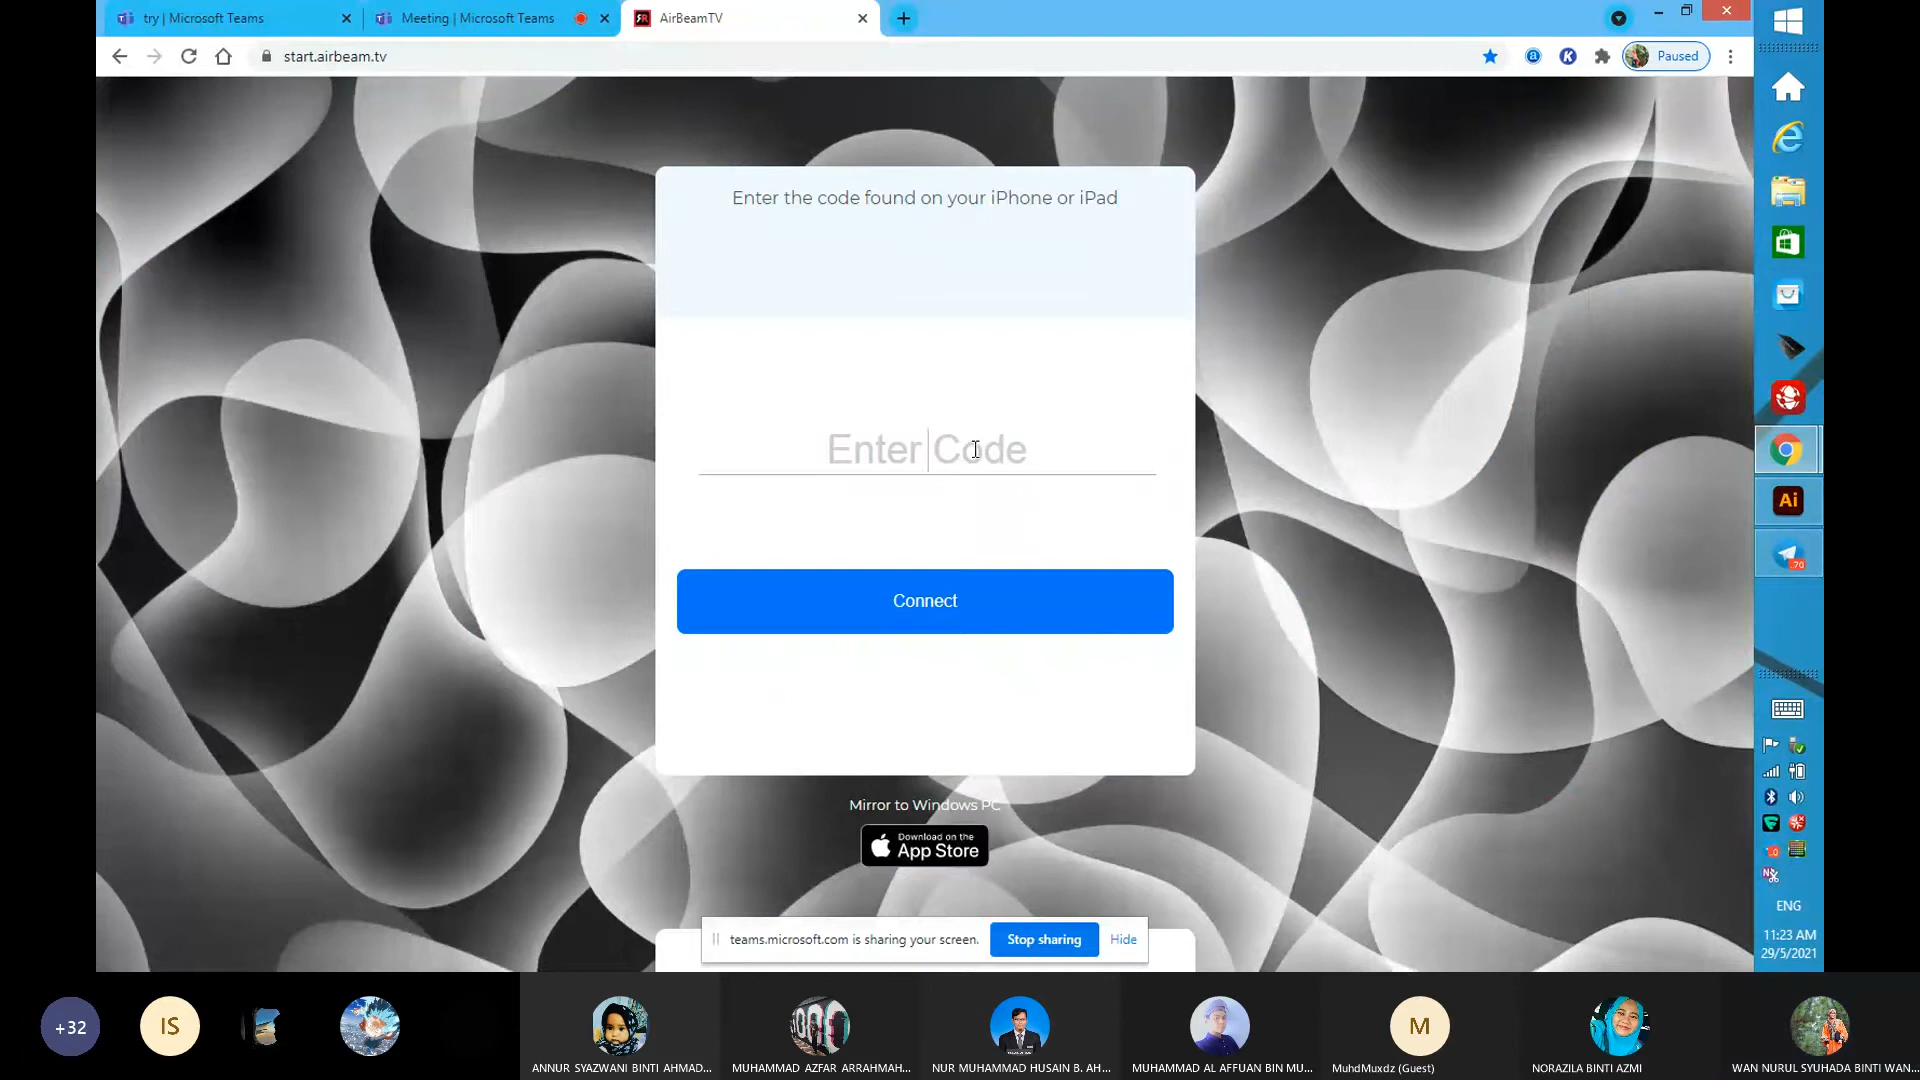 try | Microsoft Teams
Meeting | Microsoft Teams
AirBeamTV
start.airbeam.tv
Paused
Enter the code found on your iPhone or iPad
Enter Code
Connect
Mirror to Windows PC
Download on the
App Store
teams.microsoft.com is sharing your screen.
Stop sharing
Hide
Ai
70
ENG
11:23 AM
29/5/2021
+32
IS
M
ANNUR SYAZWANI BINTI AHMAD...
MUHAMMAD AZFAR ARRAHMAH...
NUR MUHAMMAD HUSAIN B. AH...
MUHAMMAD AL AFFUAN BIN MU...
MuhdMuxdz (Guest)
NORAZILA BINTI AZMI
WAN NURUL SYUHADA BINTI WAN...